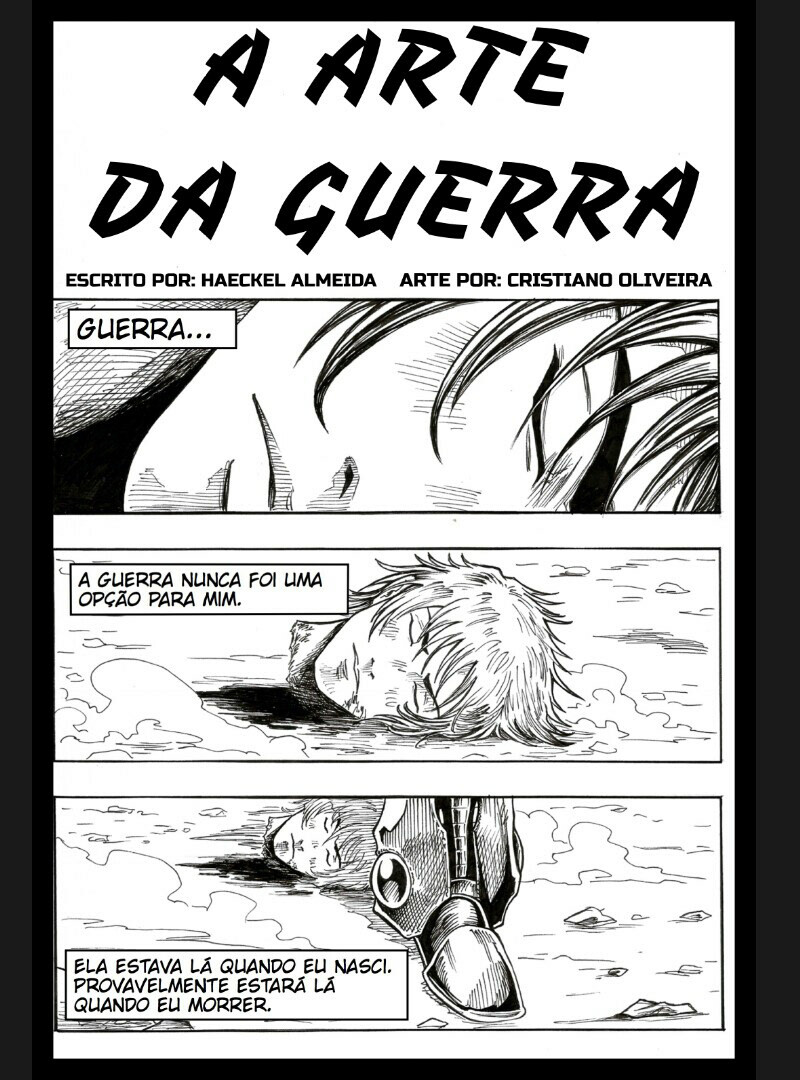 A ARTE
DA GUERRA
ESCRITO POR: HAECKEL ALMEIDA ARTE POR: CRISTIANO OLIVEIRA
GUERRA...
A GUERRA NUNCA FOI UMA
OPÇÃO PARA MIM.
ELA ESTAVA LÁ QUANDO EU NASCI.
PROVAVELMENTE ESTARÁ LÁ
QUANDO EU MORRER.